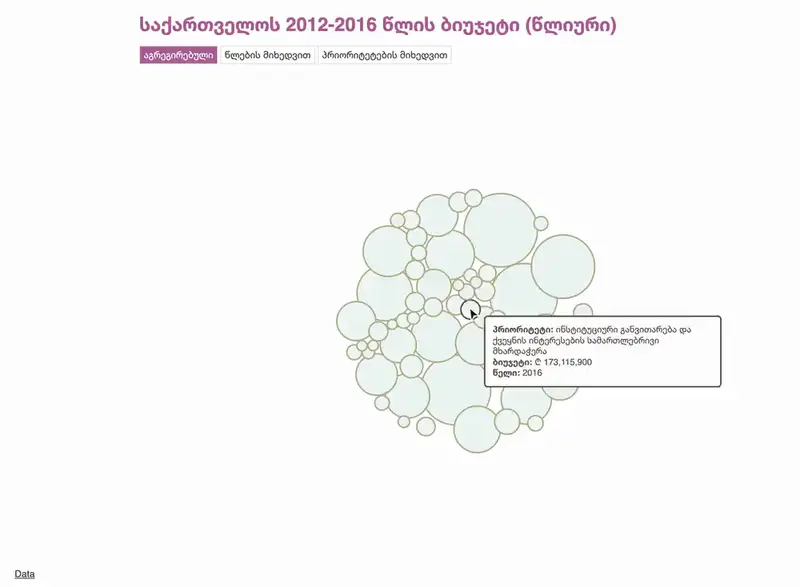 საქართველოს 2012-2016 წლის ბიუჯეტი (წლიური)
აგრეგირებული წლების მიხედვით პრიორიტეტების მიხედვით
პრიორიტეტი: ინსტიტუციური განვითარება და
ქვეყნის ინტერესების სამართლებრივი
მხარდაჭერა
ბიუჯეტი: ₾ 173,115,900
წელი: 2016
Data